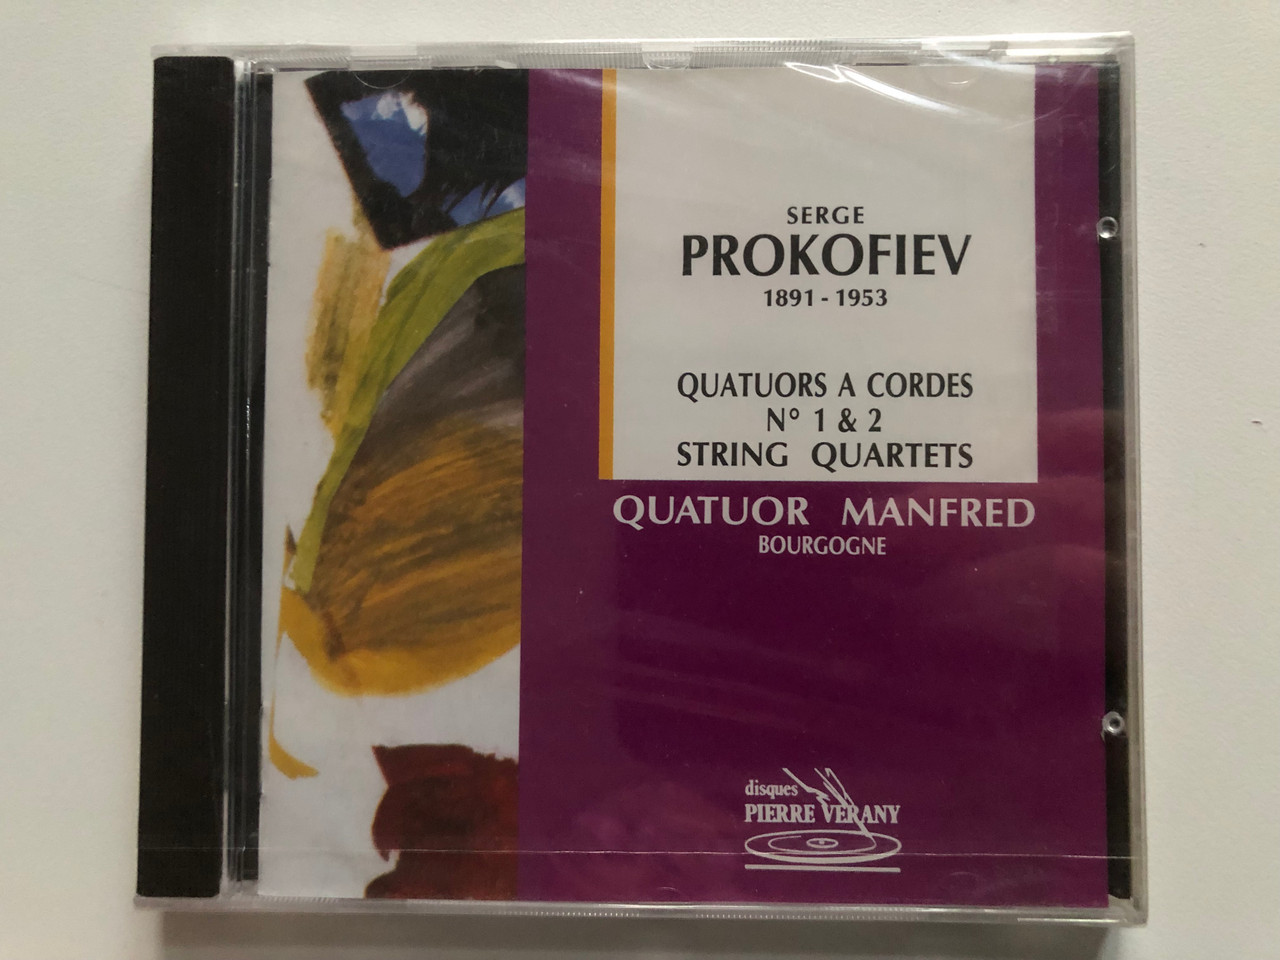 SERGE
PROKOFIEV
1891 - 1953
QUATUORS A CORDES
N° 1 & 2
STRING QUARTETS
QUATUOR MANFRED
BOURGOGNE
disques
PIERRE VERANY